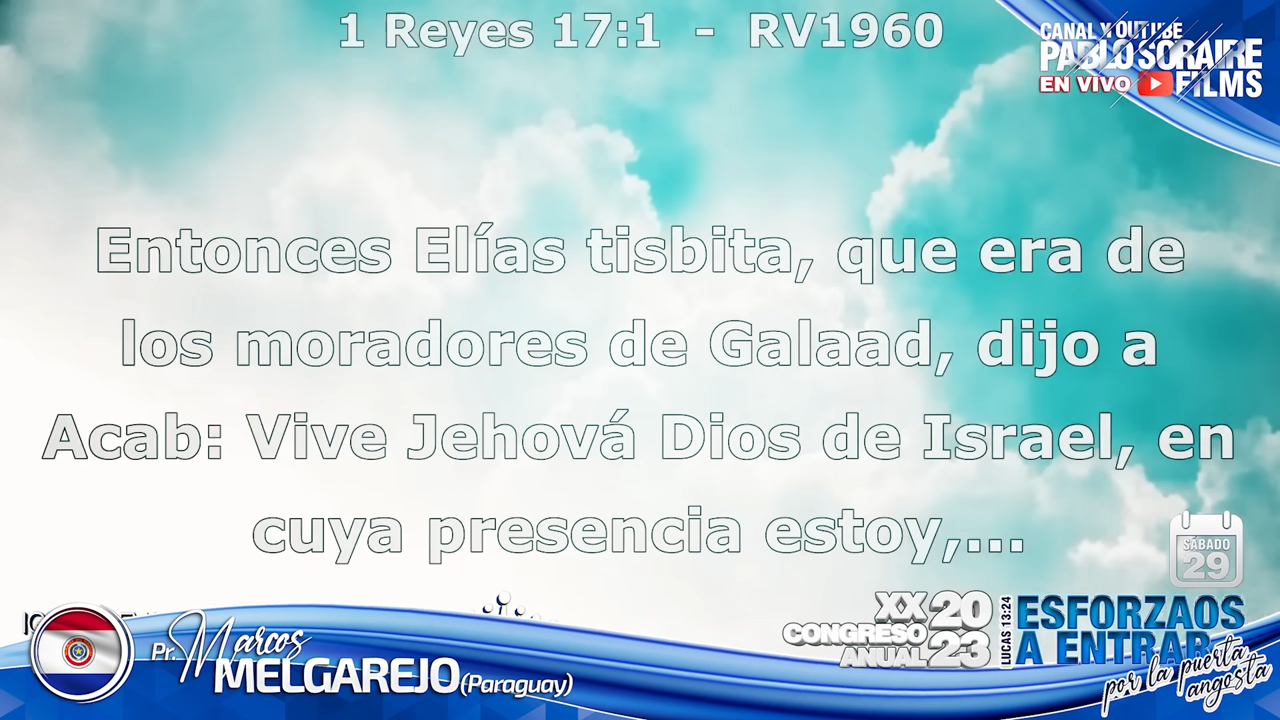 1 Reyes 17:1 - RV1960
CANAL YOUTUBE
PABLO SORAIRE
EN VIVO FILMS
Entonces Elías tisbita, que era de
los moradores de Galaad, dijo a
Acab: Vive Jehová Dios de Israel, en
cuya presencia estoy,...
SÁBADO
29
Pr. Marcos
MELGAREJO (Paraguay)
XX
CONGRESO
ANUAL
2023
LUCAS 13:24
ESFORZAOS
A ENTRAR
por la puerta
angosta